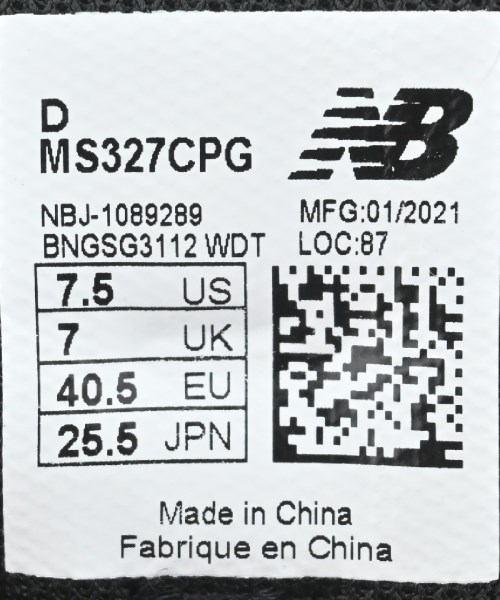 D
MS327CPG
NB
NBJ-1089289
MFG:01/2021
BNGSG3112 WDT
LOC:87
7.5 US
7 UK
40.5 EU
25.5 JPN
Made in China
Fabrique en China